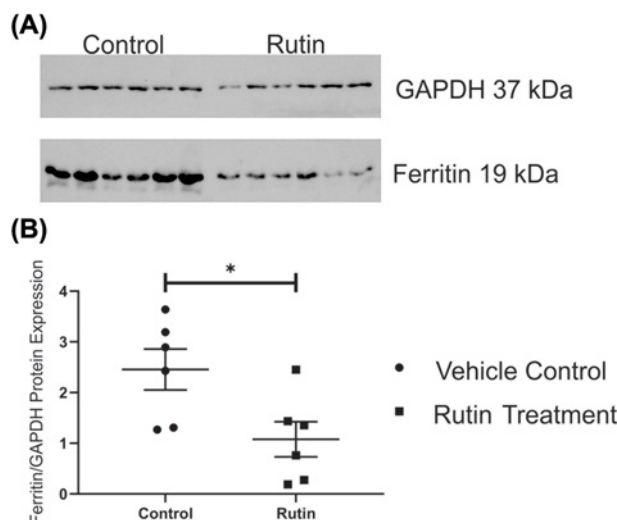 (A)
Control Rutin
GAPDH 37 kDa
Ferritin 19 kDa
(B)
Ferritin/GAPDH Protein Expression
*
4
3
2
1
0
Control Rutin
Vehicle Control
Rutin Treatment